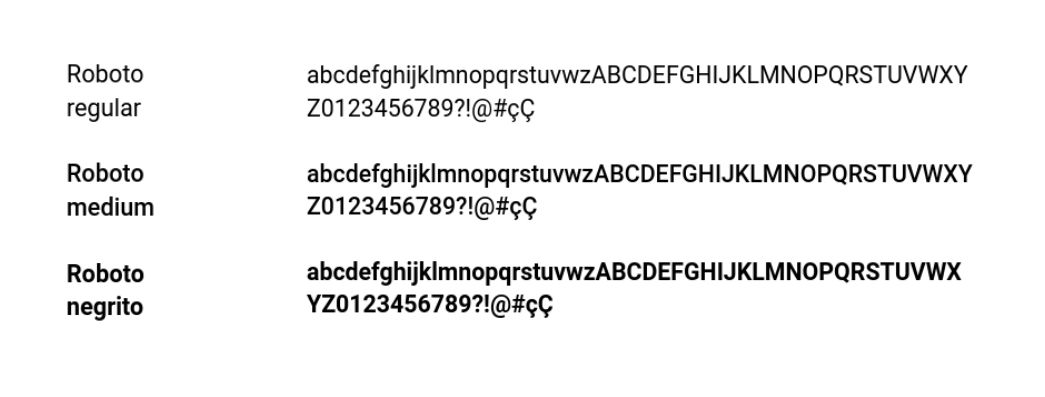 Roboto
regular
abcdefghijklmnopqrstuvwzABCDEFGHIJKLMNOPQRSTUVWXY
Z0123456789?!@#çÇ
Roboto
medium
abcdefghijklmnopqrstuvwzABCDEFGHIJKLMNOPQRSTUVWXY
Z0123456789?!@#çÇ
Roboto
negrito
abcdefghijklmnopqrstuvwzABCDEFGHIJKLMNOPQRSTUVWX
YZ0123456789?!@#çÇ